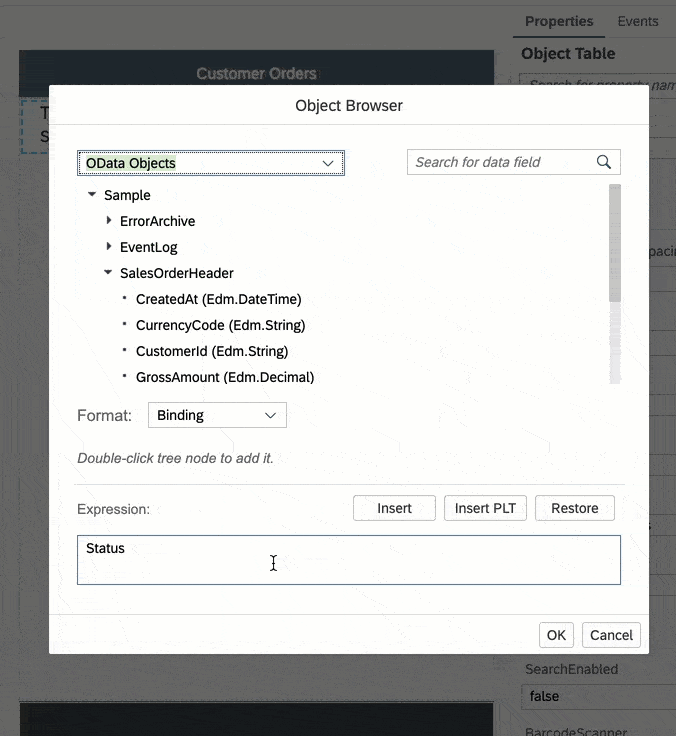 Properties Events
Customer Orders
Object Table
Object Browser
OData Objects
Search for data field
Sample
ErrorArchive
EventLog
SalesOrderHeader
CreatedAt (Edm.DateTime)
CurrencyCode (Edm.String)
CustomerId (Edm.String)
GrossAmount (Edm.Decimal)
Format: Binding
Double-click tree node to add it.
Expression: Insert Insert PLT Restore
Status
OK Cancel
SearchEnabled
false
BarcodeScanner